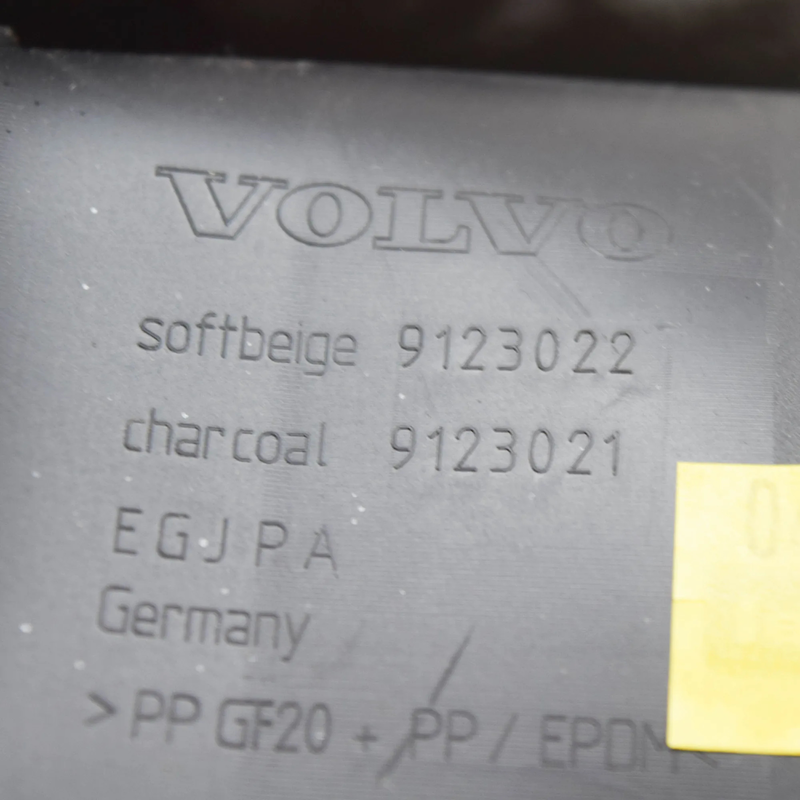 VOLVO
softbeige 9123022
charcoal 9123021
EGJPA
Germany
>PP GF20 + PP / EPDM<